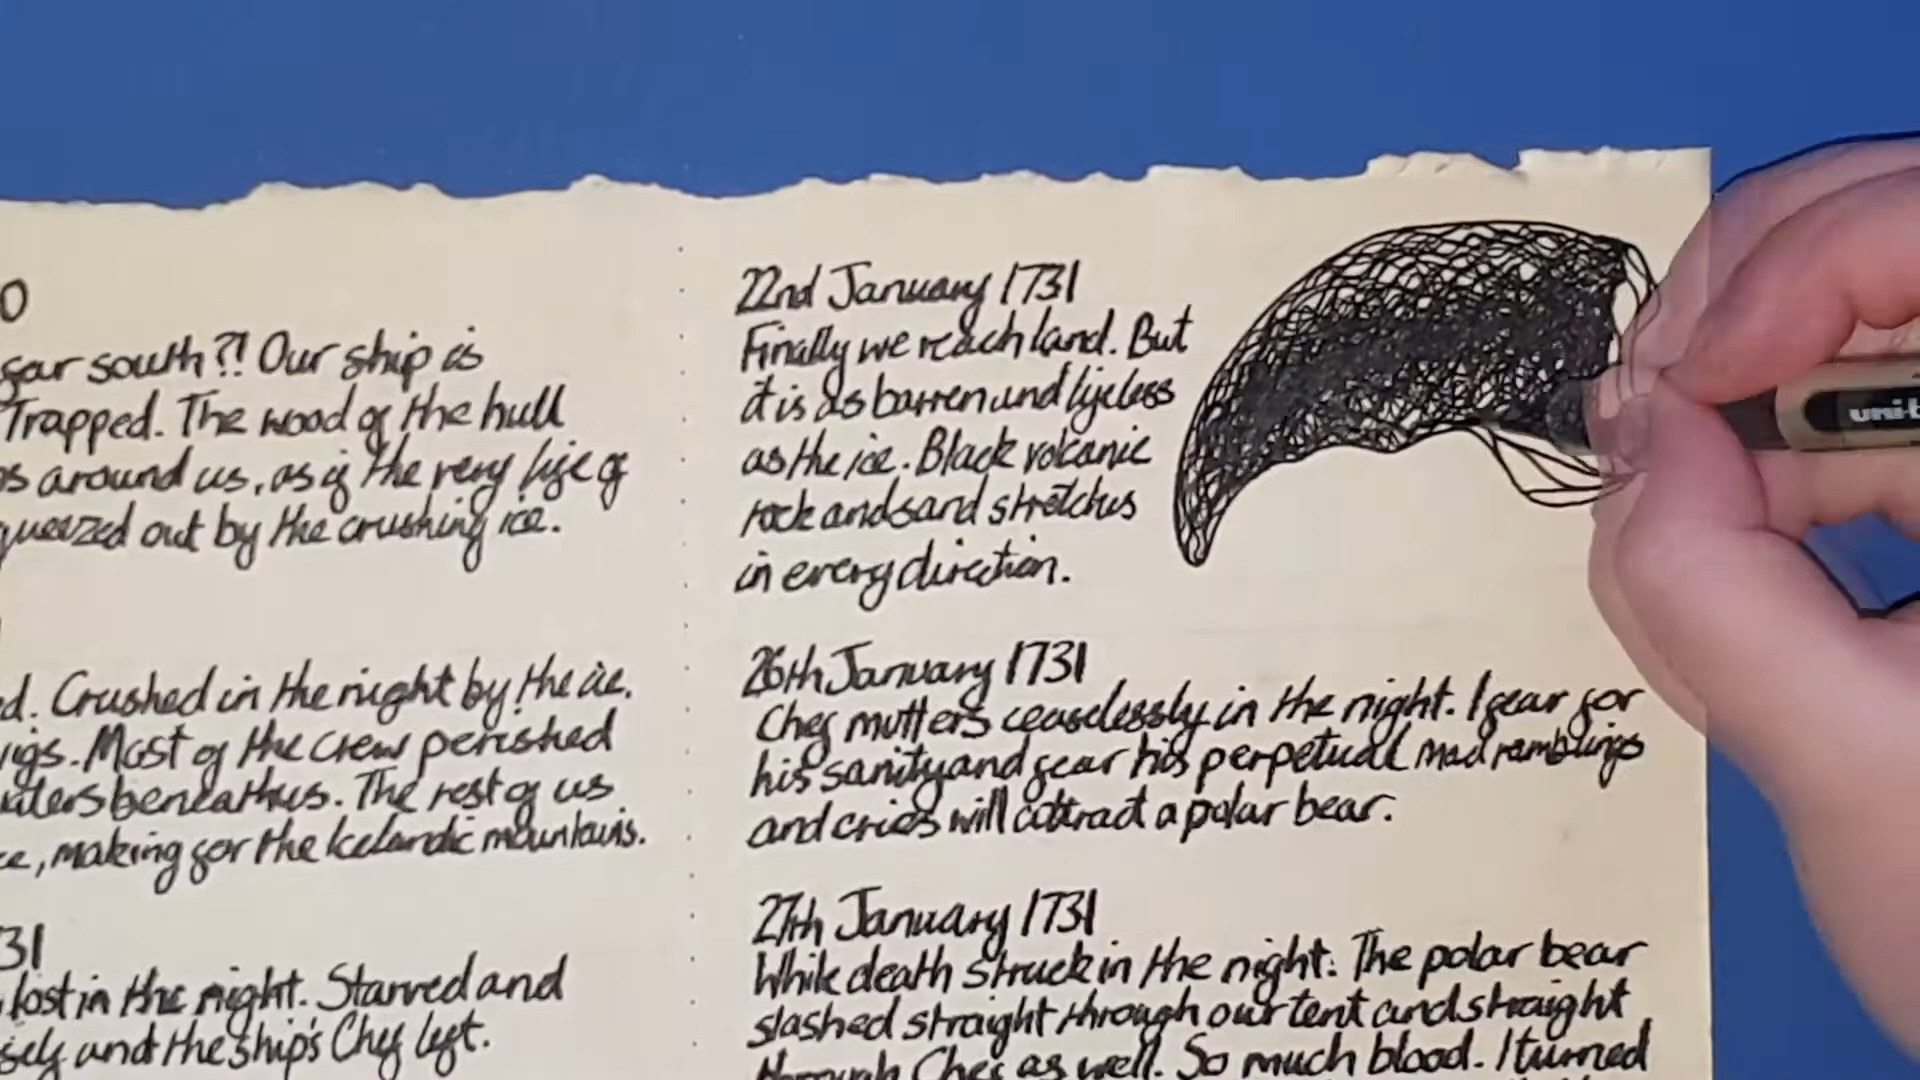 0
far south?! Our ship is
Trapped. The wood of the hull
around us, as if the very life of
squeezed out by the crushing ice.
Crushed in the night by the ice.
Most of the crew perished
beneath us. The rest of us
making for the Icelandic mountains.
31
lost in the night. Starved and
and the ship's Chef left.
22nd January 1731
Finally we reach land. But
it is as barren and lifeless
as the ice. Black volcanic
rock and sand stretches
in every direction.
26th January 1731
Chef mutters ceaselessly in the night. I fear for
his sanity and fear his perpetual mad ramblings
and cries will attract a polar bear.
27th January 1731
While death struck in the night. The polar bear
slashed straight through our tent and straight
through Chef as well. So much blood. I turned
uni